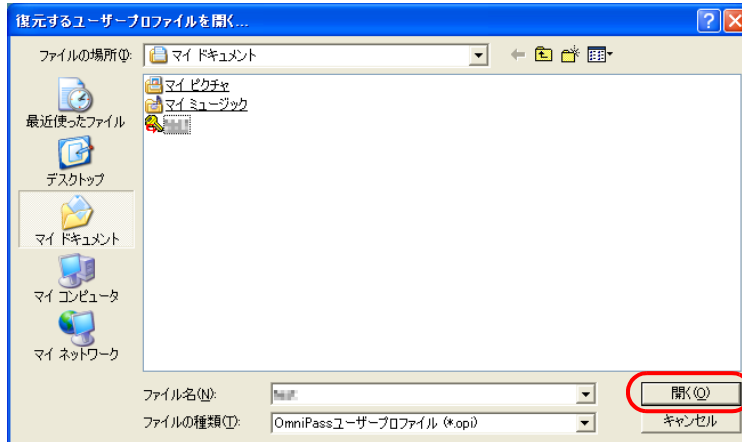 復元するユーザープロファイルを開く...
ファイルの場所(I):
マイ ドキュメント
マイ ピクチャ
マイ ミュージック
最近使ったファイル
デスクトップ
マイ ドキュメント
マイ コンピュータ
マイ ネットワーク
ファイル名(N):
開く(O)
ファイルの種類(T):
OmniPassユーザープロファイル (*.opi)
キャンセル